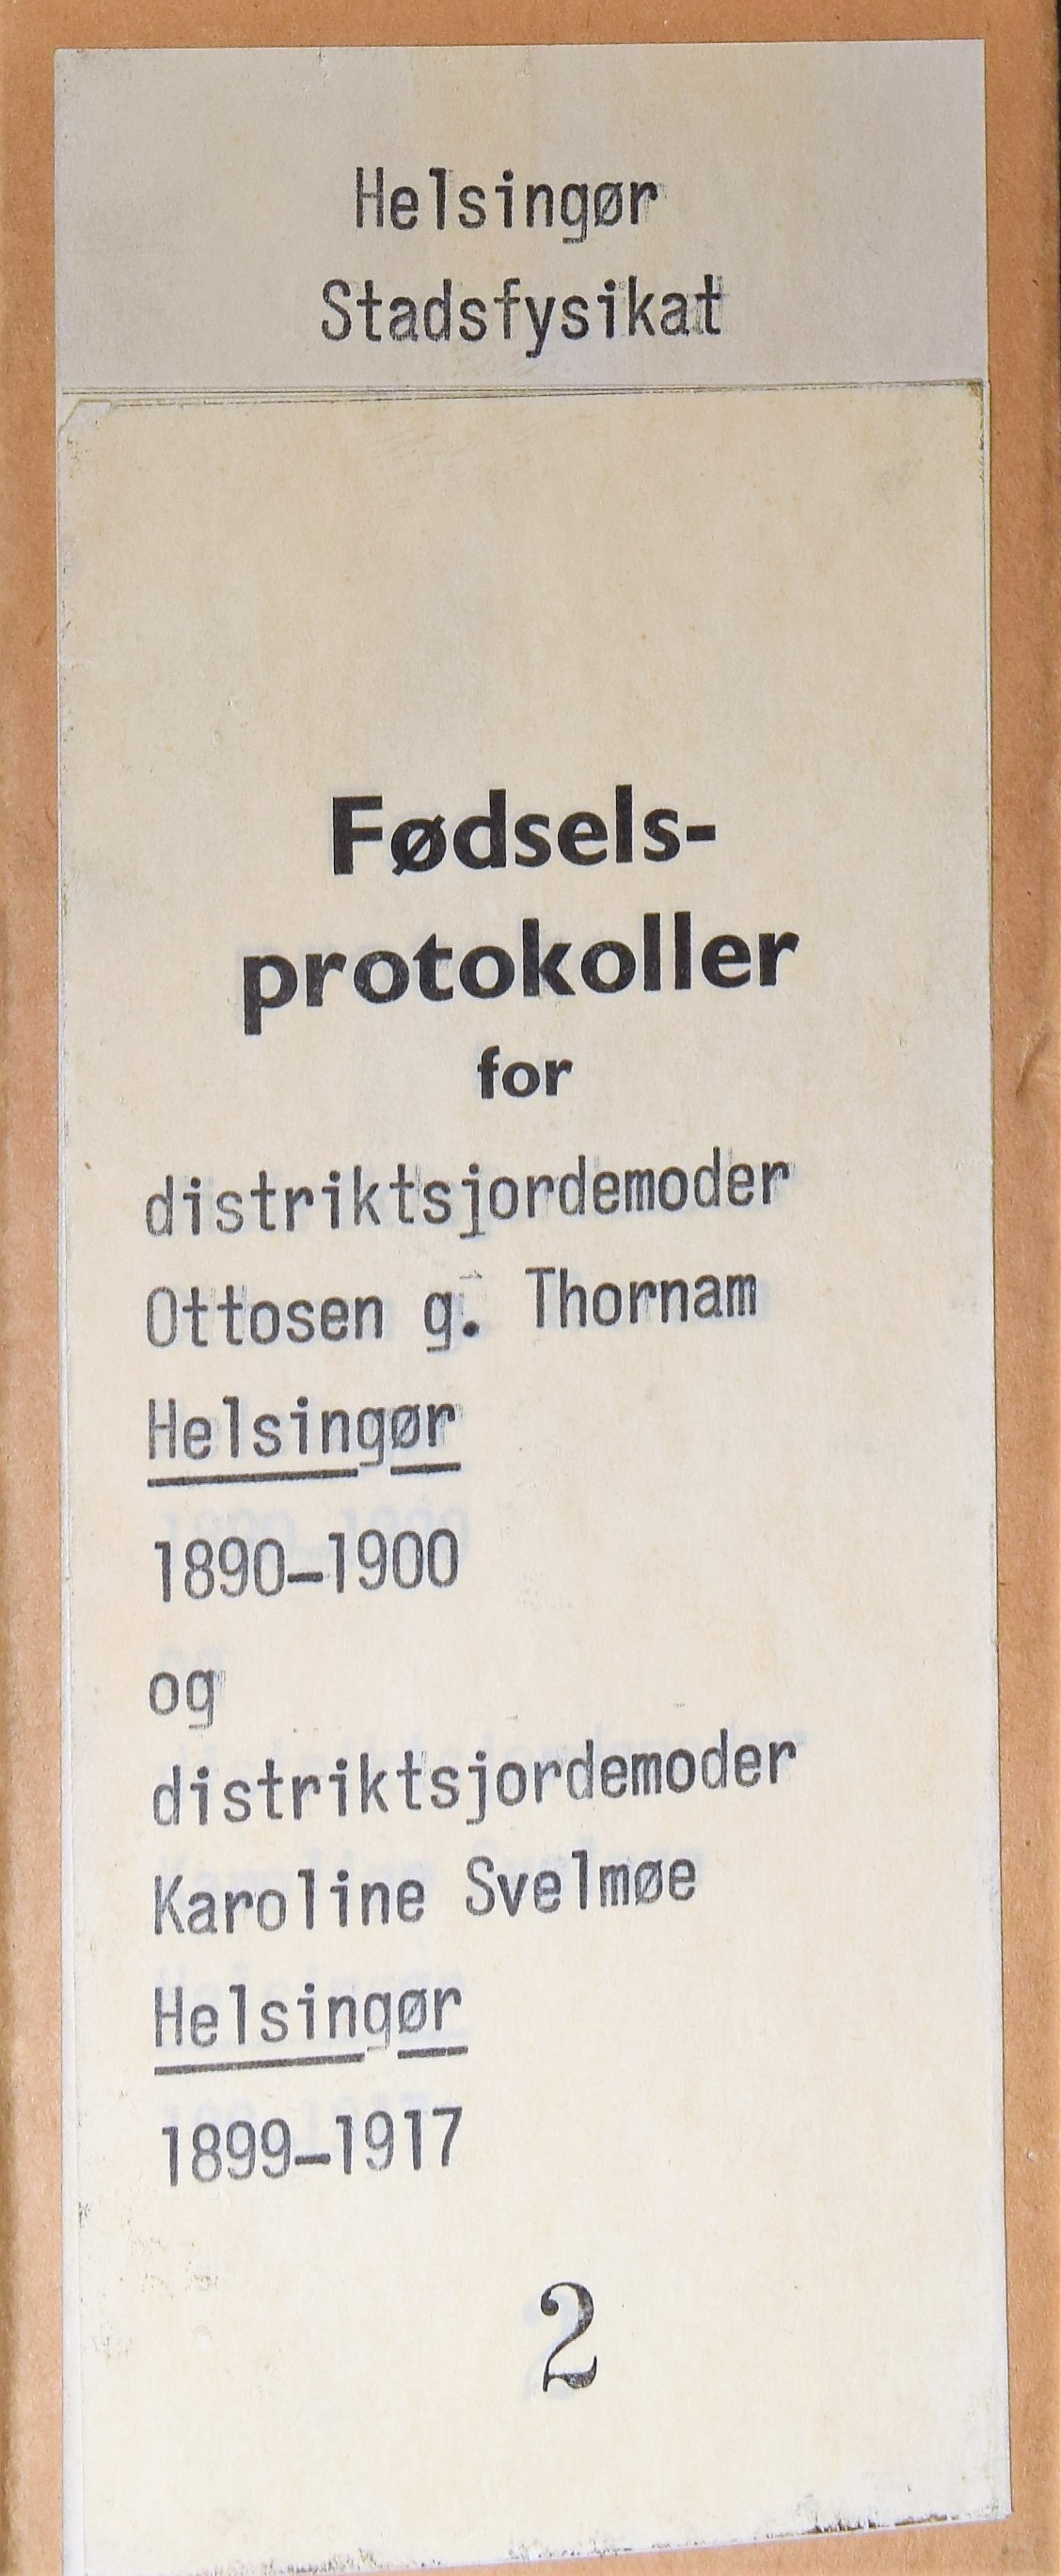 Helsingør
Stadsfysikat
Fødsels-
protokoller
for
distriktsjordemoder
Ottosen g. Thornam
Helsingør
1890-1900
og
distriktsjordemoder
Karoline Svelmøe
Helsingør
1899-1917
2